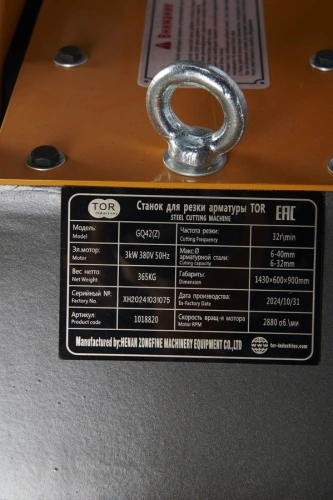 Внимание
TOR
industries
Станок для резки арматуры TOR
STEEL CUTTING MACHINE
EAC
Модель:
Model
GQ42(Z)
Частота резки:
Cutting Frequency
32r\min
Эл.мотор:
Motor
3kW 380V 50Hz
Макс.Ø
арматурной стали:
Capacity
6-40mm
6-32mm
Вес нетто:
Net Weight
365KG
Габариты:
Dimension
1430×600×900mm
Серийный №:
Factory No.
XH20241031075
Дата производства:
Ex-Factory Date
2024/10/31
Артикул:
Product code
1018820
Скорость вращ-я мотора
Motor RPM
2880 об.\ми
Manufactured by:HENAN ZONGFINE MACHINERY EQUIPMENT CO.,LTD
www
tor-industries.com